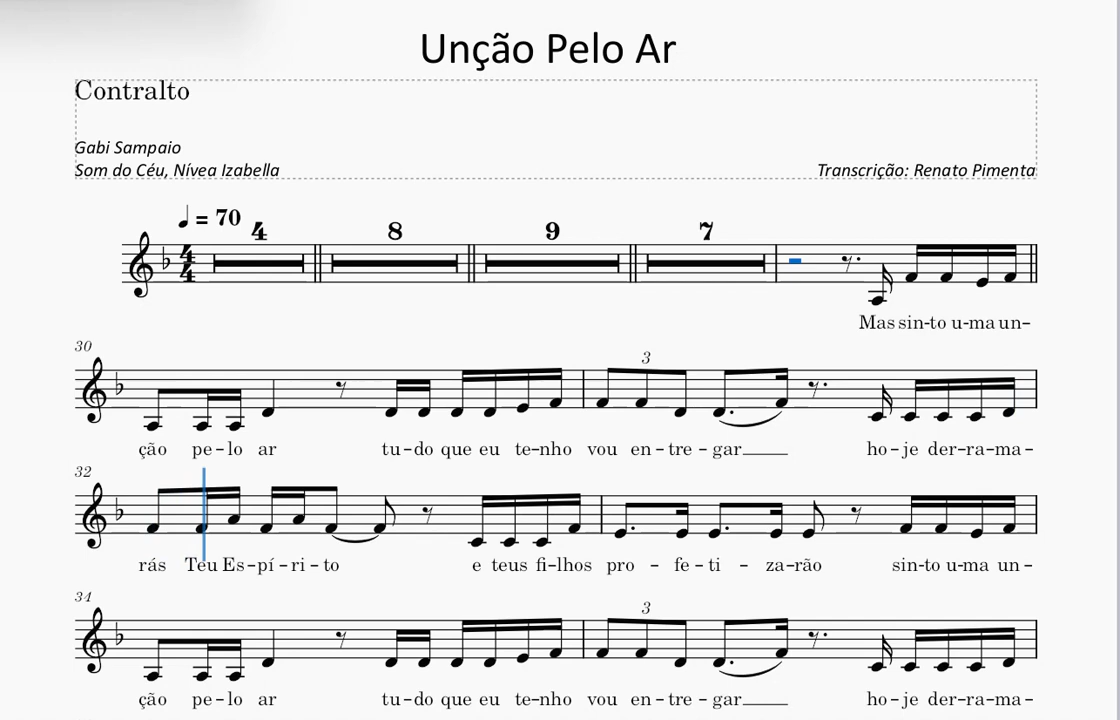 Unção Pelo Ar
Contralto
Gabi Sampaio
Som do Céu, Nívea Izabella
Transcrição: Renato Pimenta
= 70
4 8 9 7
4
4
Mas sin-to u-ma un-
30
3
ção pe-lo ar tu-do que eu te-nho vou en-tre-gar ho-je der-ra-ma-
32
rás Teu Es-pí-ri-to e teus fi-lhos pro-fe-ti-za-rão sin-to u-ma un-
34
3
ção pe-lo ar tu-do que eu te-nho vou en-tre-gar ho-je der-ra-ma-